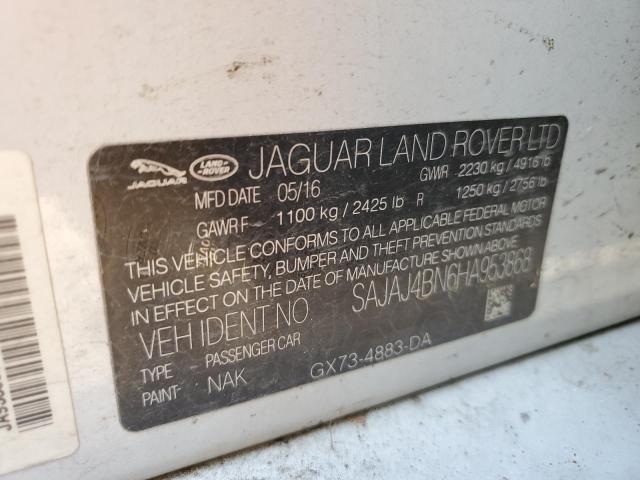 JAGUAR
LAND ROVER
JAGUAR LAND ROVER LTD
MFD DATE 05/16 GVWR 2230 kg / 4916 lb
GAWR F - 1100 kg / 2425 lb R 1250 kg / 2756 lb
THIS VEHICLE CONFORMS TO ALL APPLICABLE FEDERAL MOTOR
VEHICLE SAFETY, BUMPER AND THEFT PREVENTION STANDARDS
IN EFFECT ON THE DATE OF MANUFACTURE SHOWN ABOVE.
VEH IDENT NO SAJAJ4BN6HA953868
TYPE PASSENGER CAR
PAINT: NAK GX73-4883-DA